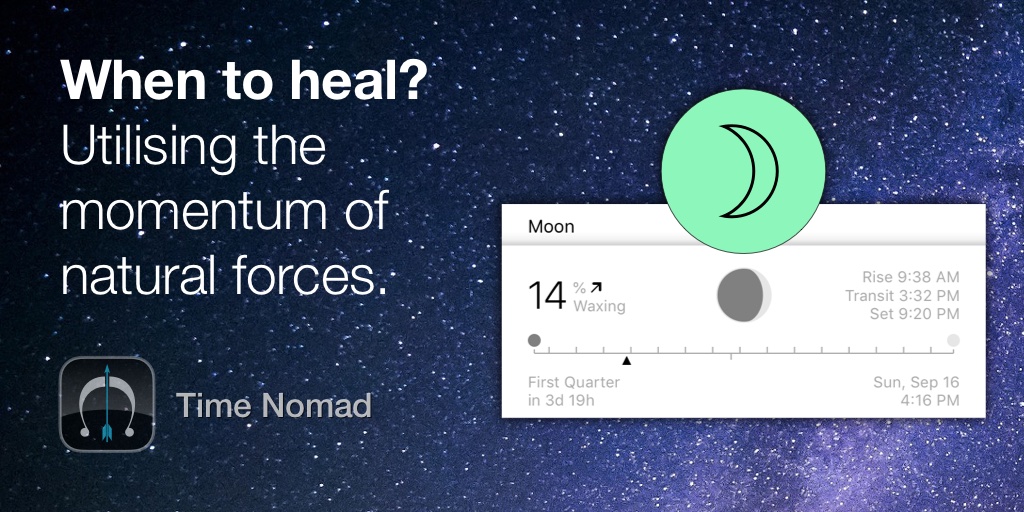 When to heal?
Utilising the
momentum of
natural forces.
Time Nomad
Moon
14 % Waxing
Rise 9:38 AM
Transit 3:32 PM
Set 9:20 PM
First Quarter
in 3d 19h
Sun, Sep 16
4:16 PM